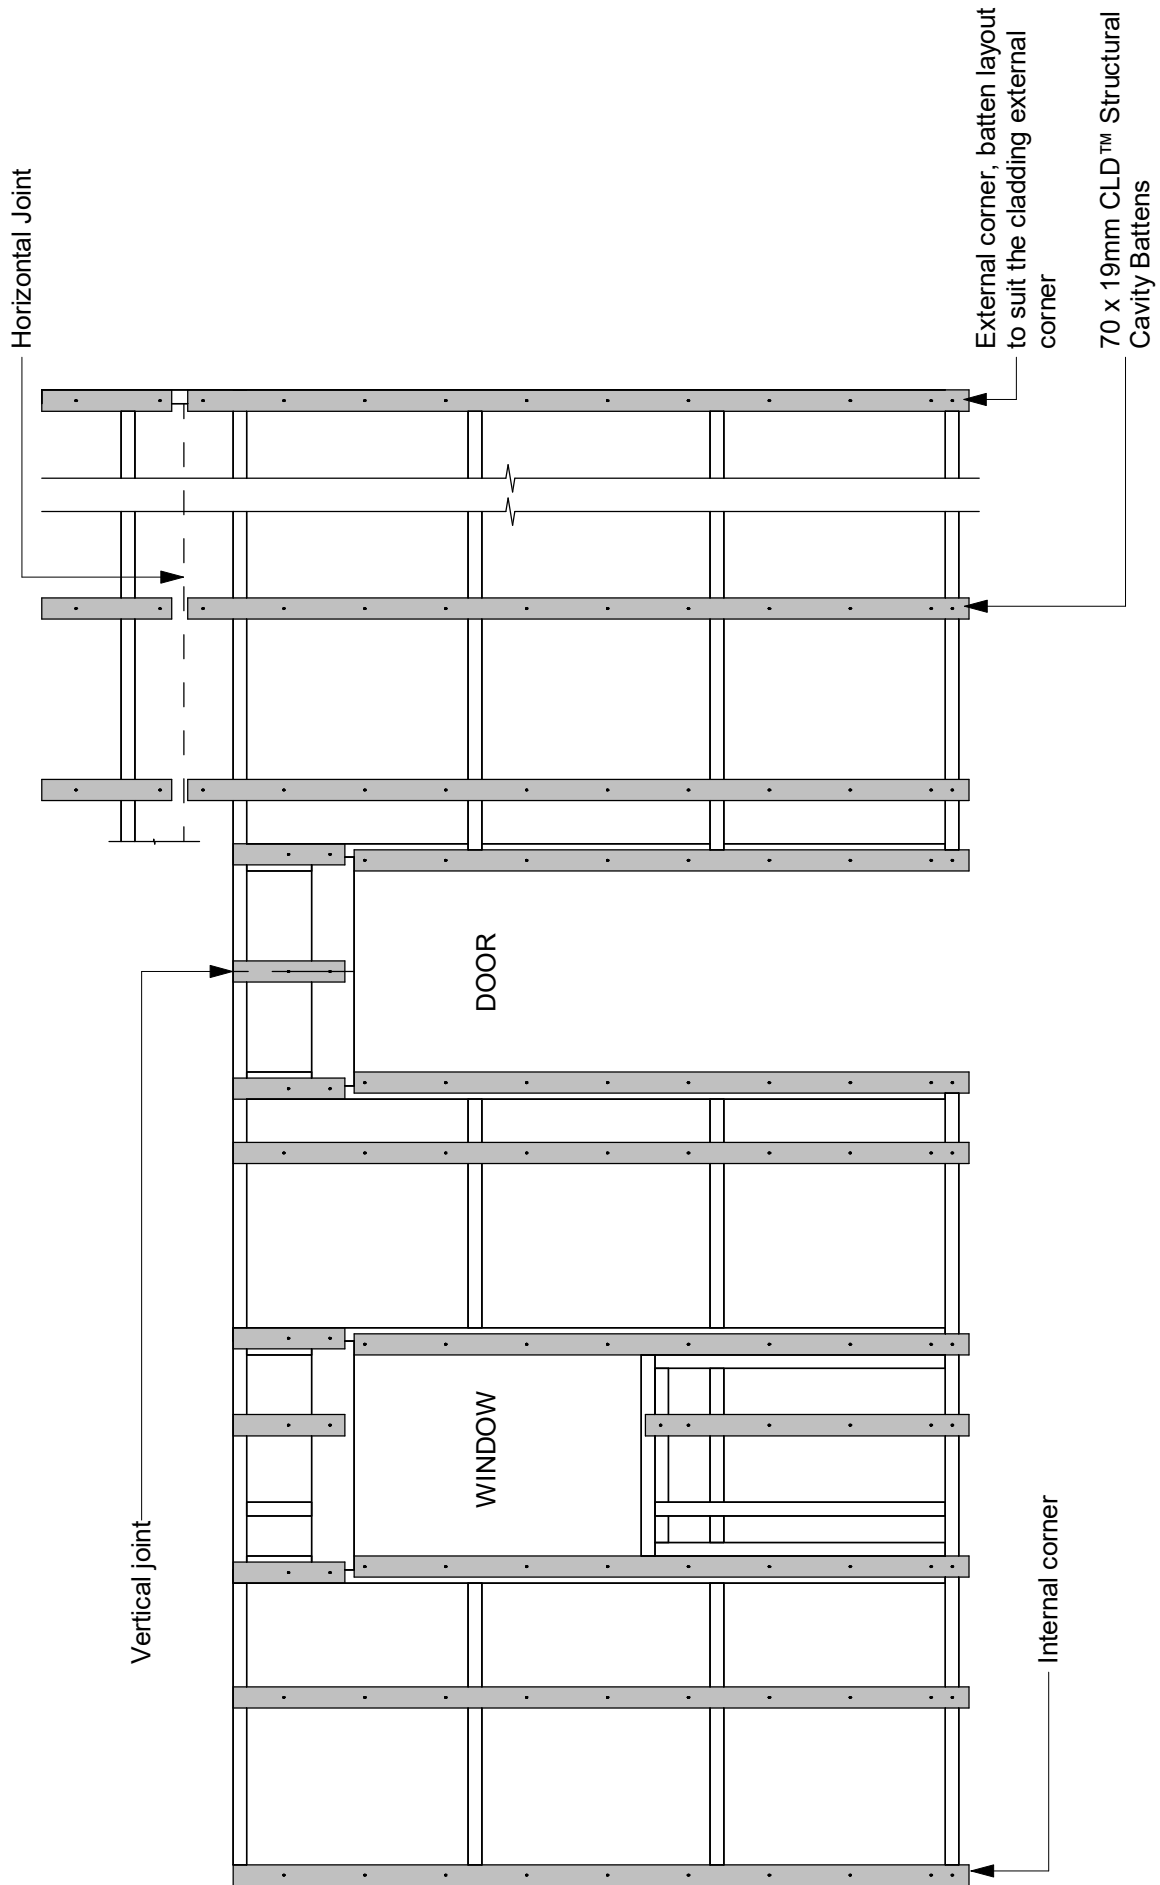 Horizontal Joint
External corner, batten layout
to suit the cladding external
corner
70 x 19mm CLD™ Structural
Cavity Battens
DOOR
WINDOW
Vertical joint
Internal corner